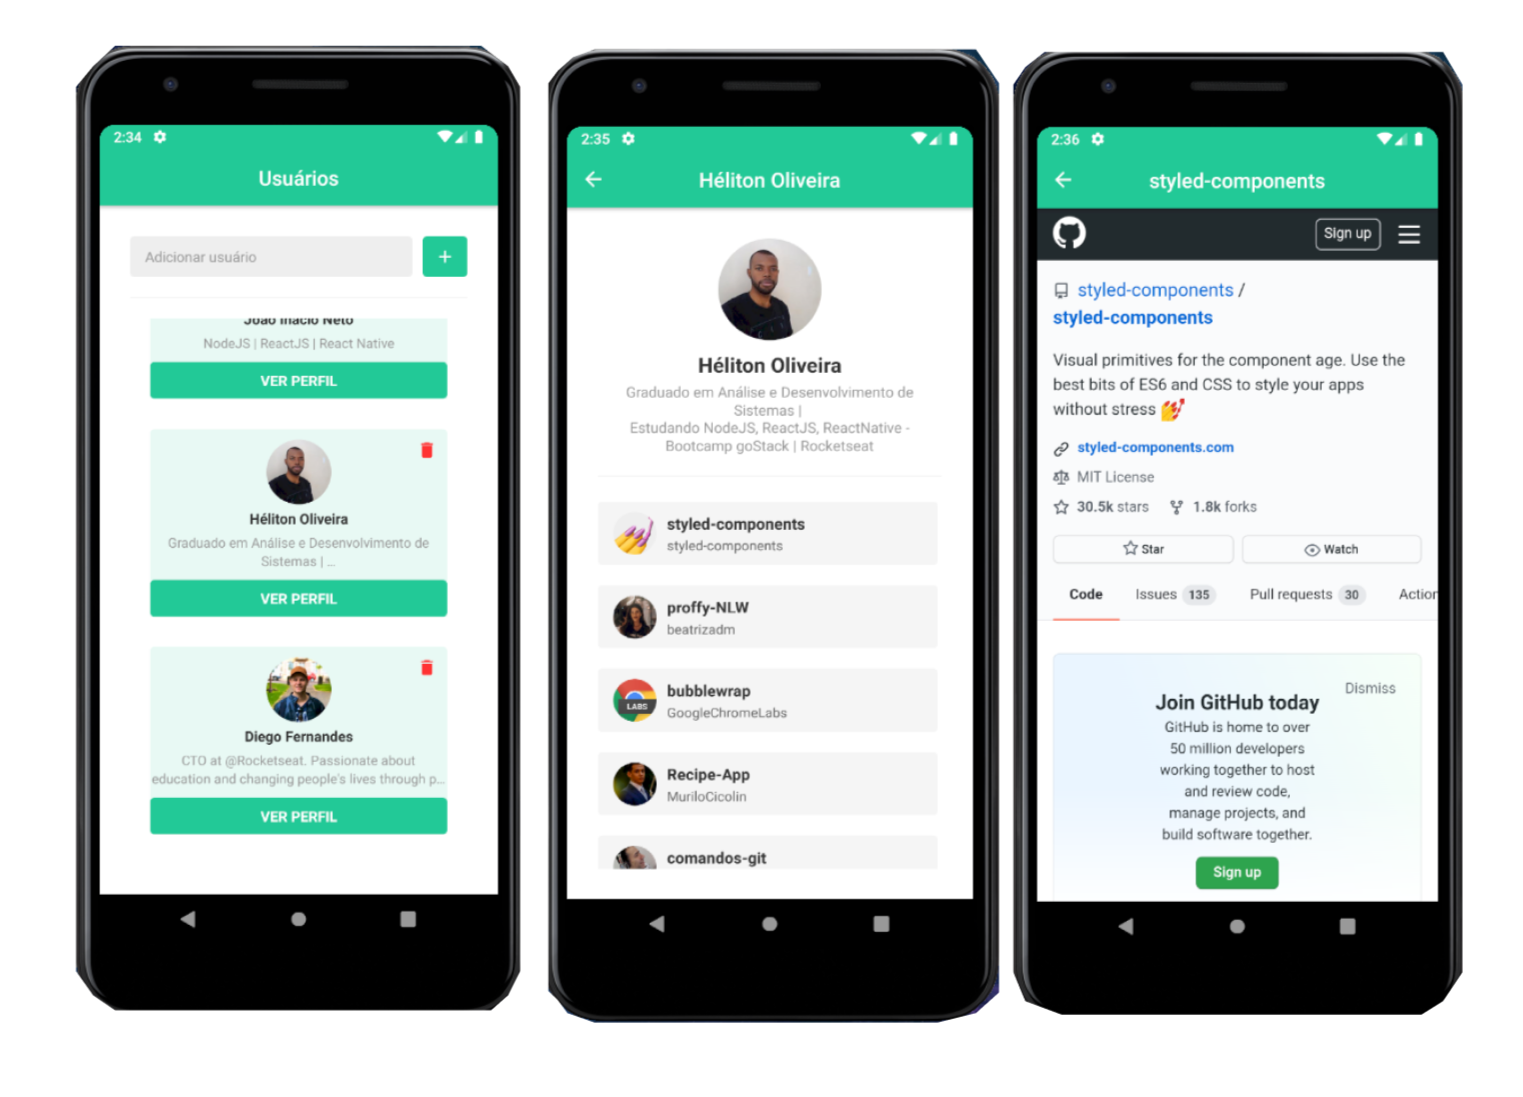 2:34
Usuários
Adicionar usuário
+
João Inácio Neto
NodeJS | ReactJS | React Native
VER PERFIL
Héliton Oliveira
Graduado em Análise e Desenvolvimento de
Sistemas | ...
VER PERFIL
Diego Fernandes
CTO at @Rocketseat. Passionate about
education and changing people's lives through p...
VER PERFIL
2:35
Héliton Oliveira
Héliton Oliveira
Graduado em Análise e Desenvolvimento de
Sistemas |
Estudando NodeJS, ReactJS, ReactNative -
Bootcamp goStack | Rocketseat
styled-components
styled-components
proffy-NLW
beatrizadm
LABS
bubblewrap
GoogleChromeLabs
Recipe-App
MuriloCicolin
comandos-git
2:36
styled-components
Sign up
styled-components /
styled-components
Visual primitives for the component age. Use the
best bits of ES6 and CSS to style your apps
without stress 💅
styled-components.com
MIT License
30.5k stars 1.8k forks
Star
Watch
Code Issues 135 Pull requests 30 Action
Dismiss
Join GitHub today
GitHub is home to over
50 million developers
working together to host
and review code,
manage projects, and
build software together.
Sign up